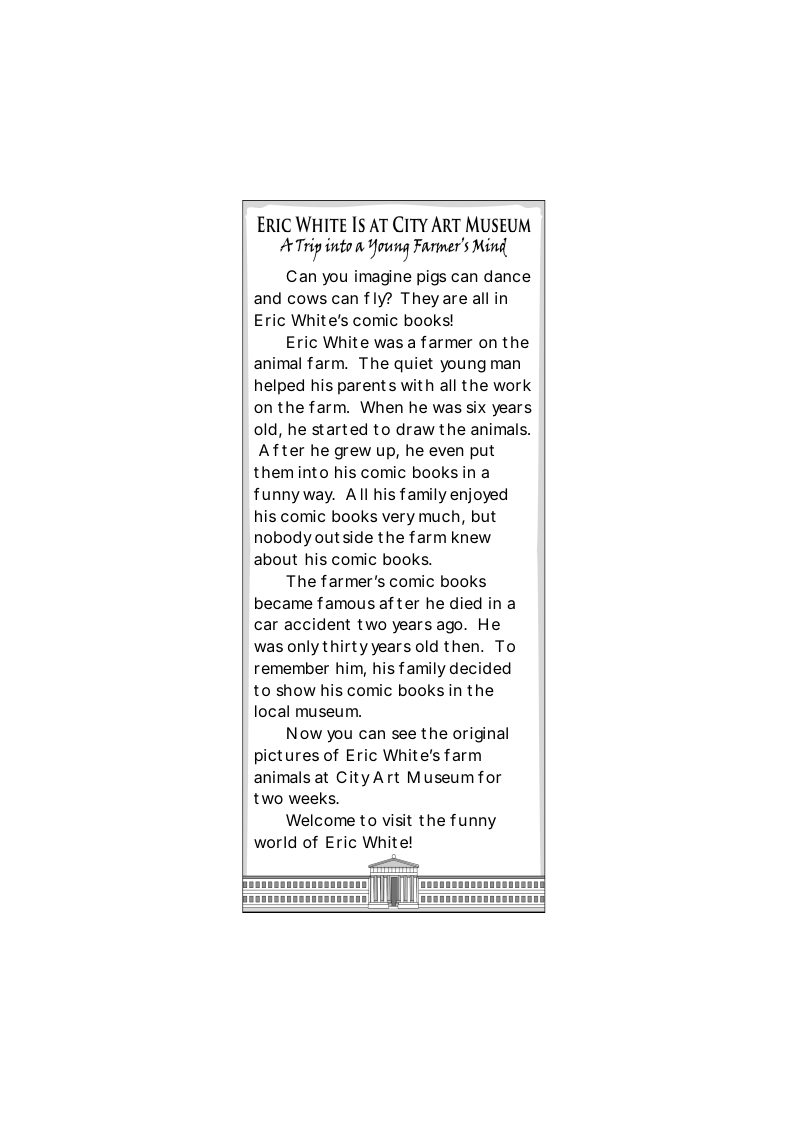 ERIC WHITE IS AT CITY ART MUSEUM
A Trip into a Young Farmer's Mind
Can you imagine pigs can dance
and cows can fly? They are all in
Eric White's comic books!
Eric White was a farmer on the
animal farm. The quiet young man
helped his parents with all the work
on the farm. When he was six years
old, he started to draw the animals.
After he grew up, he even put
them into his comic books in a
funny way. All his family enjoyed
his comic books very much, but
nobody outside the farm knew
about his comic books.
The farmer's comic books
became famous after he died in a
car accident two years ago. He
was only thirty years old then. To
remember him, his family decided
to show his comic books in the
local museum.
Now you can see the original
pictures of Eric White's farm
animals at City Art Museum for
two weeks.
Welcome to visit the funny
world of Eric White!